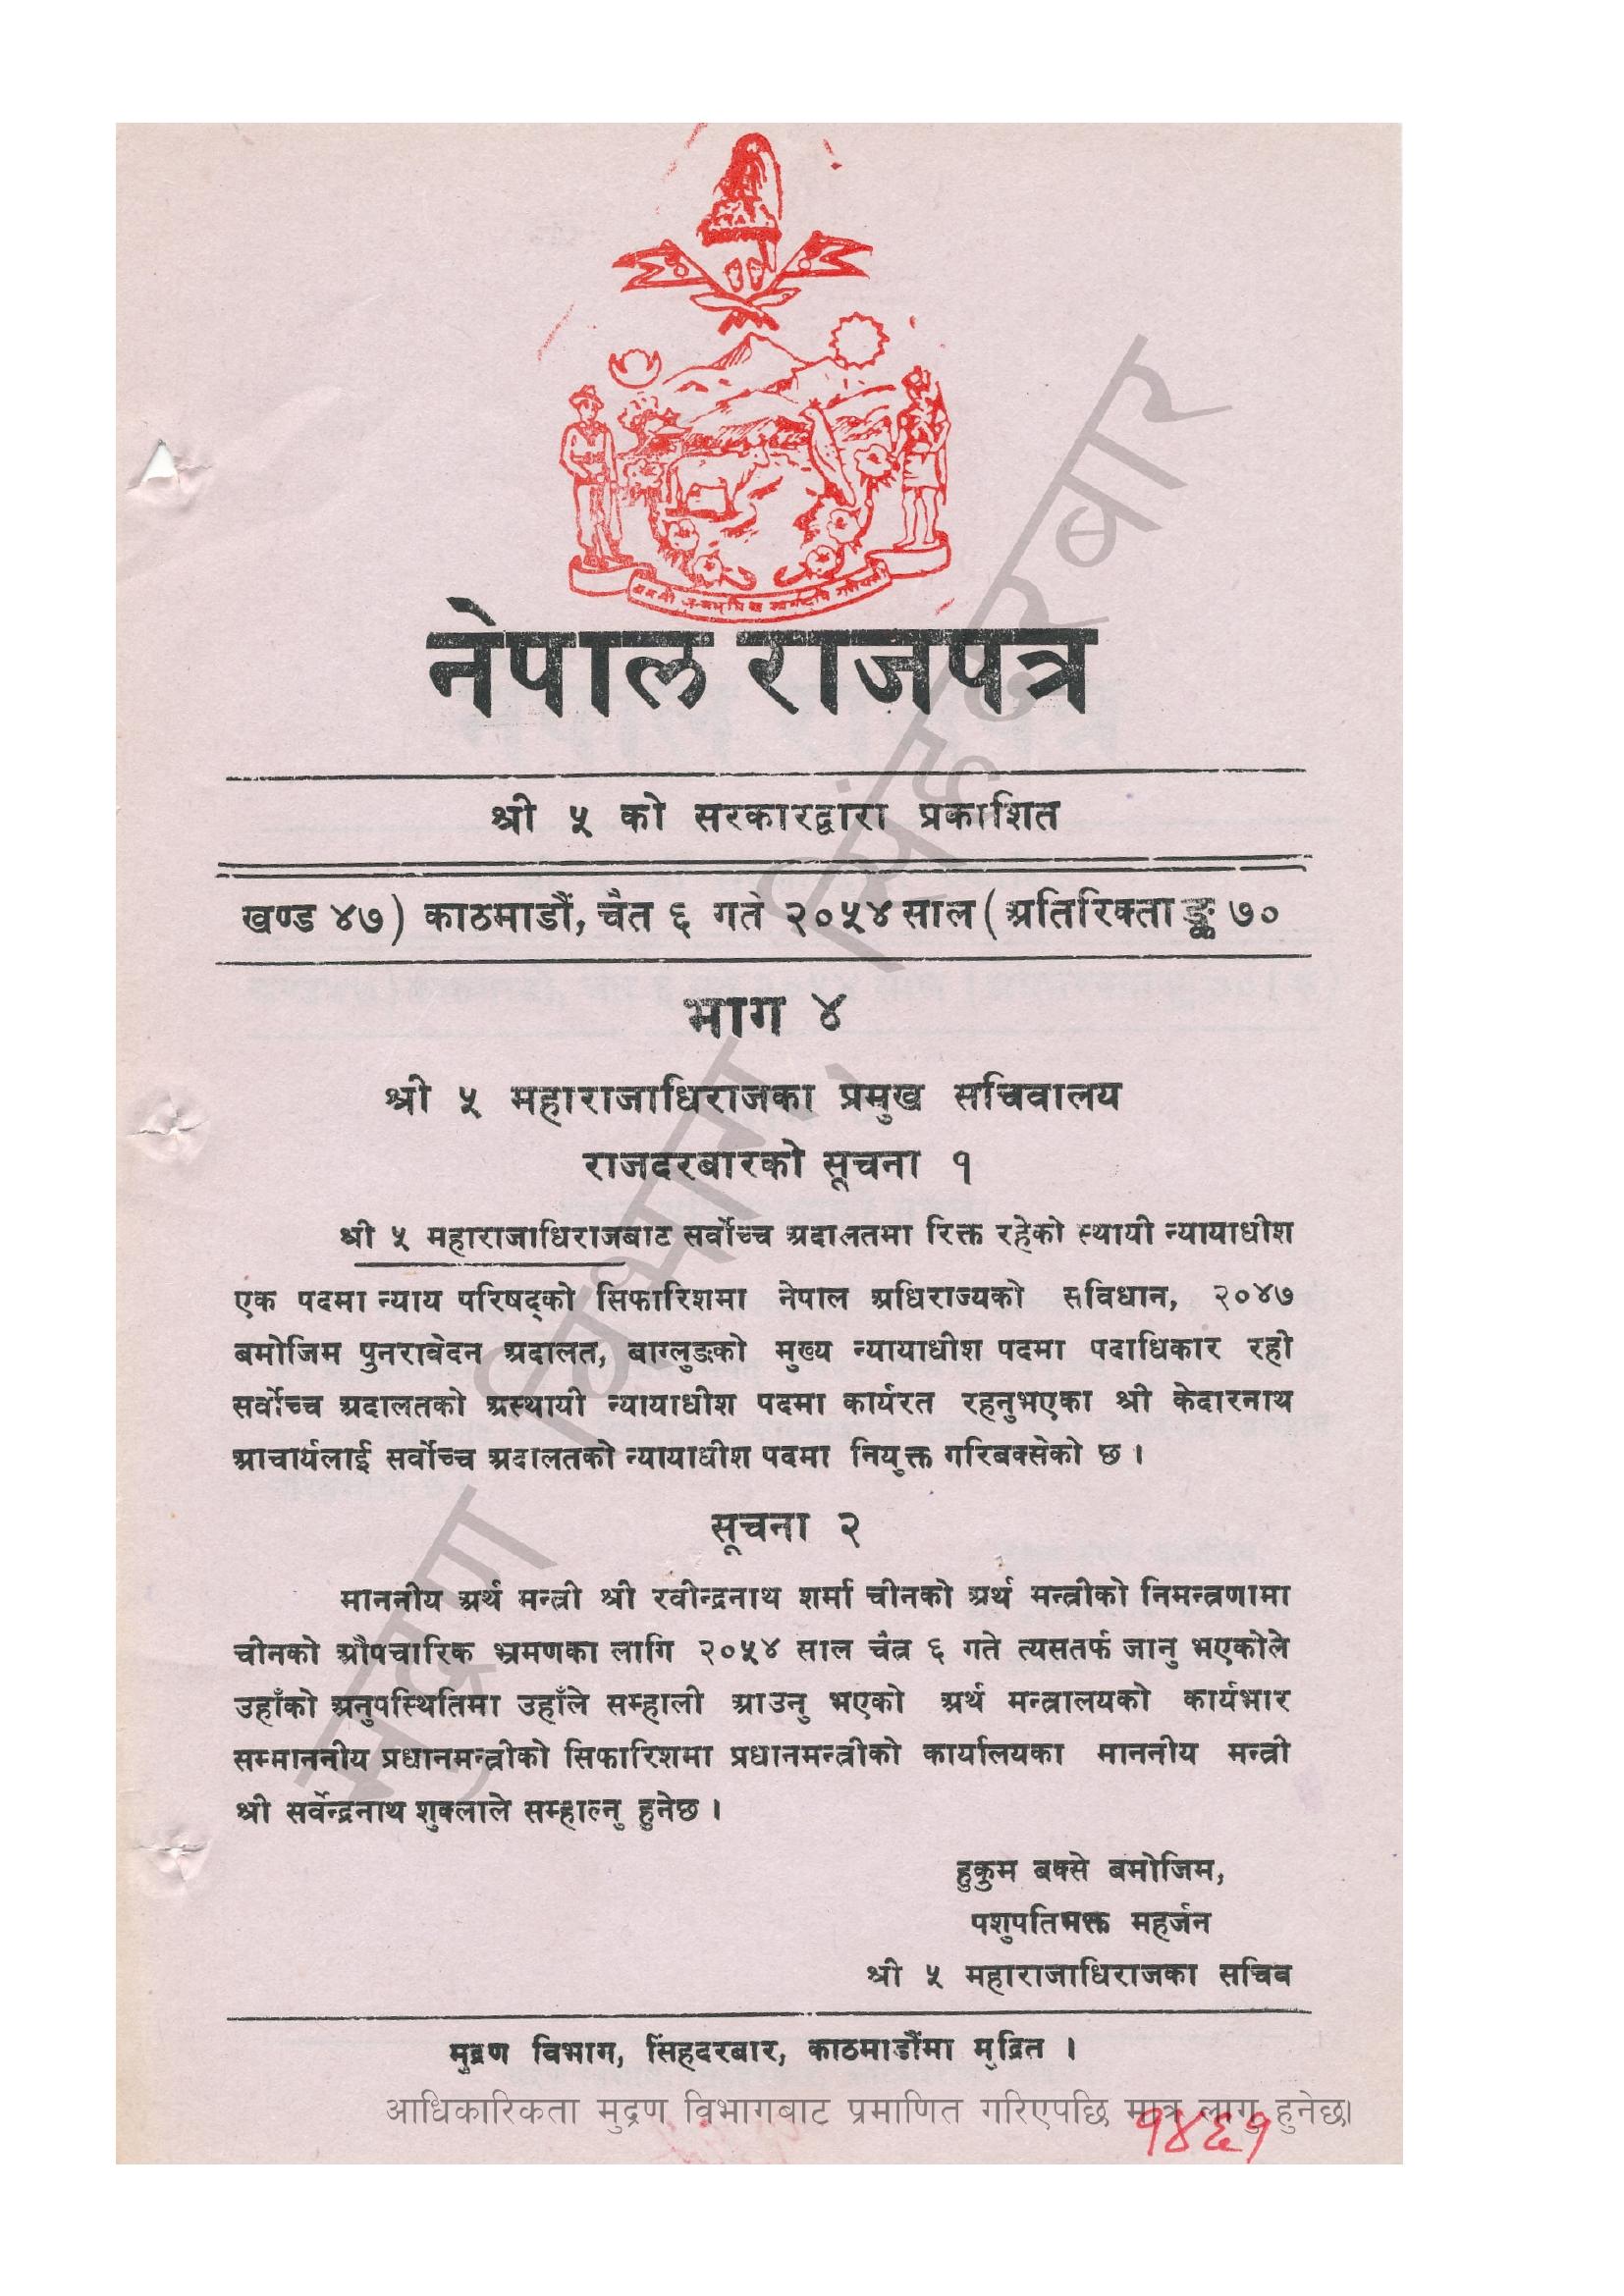 नेपाल राजपत्र
श्री ५ को सरकारद्वारा प्रकाशित
खण्ड ४७) काठमाडौं, चैत ६ गते २०५४ साल (अतिरिक्ताङ्क ७०
भाग ४
श्री ५ महाराजाधिराजका प्रमुख सचिवालय
राजदरबारको सूचना १
श्री ५ महाराजाधिराजबाट सर्वोच्च अदालतमा रिक्त रहेको स्थायी न्यायाधीश
एक पदमा न्याय परिषद्को सिफारिशमा नेपाल अधिराज्यको सविधान, २०४७
बमोजिम पुनरावेदन अदालत, बाग्लुङको मुख्य न्यायाधीश पदमा पदाधिकार रही
सर्वोच्च अदालतको अस्थायी न्यायाधीश पदमा कार्यरत रहनुभएका श्री केदारनाथ
आचार्यलाई सर्वोच्च अदालतको न्यायाधीश पदमा नियुक्त गरिबक्सेको छ ।
सूचना २
माननीय अर्थ मन्त्री श्री रवीन्द्रनाथ शर्मा चीनको अर्थ मन्त्रीको निमन्त्रणामा
चीनको औपचारिक भ्रमणका लागि २०५४ साल चैत्र ६ गते त्यसतर्फ जानु भएकोले
उहाँको अनुपस्थितिमा उहाँले सम्हाली आउनु भएको अर्थ मन्त्रालयको कार्यभार
सम्माननीय प्रधानमन्त्रीको सिफारिशमा प्रधानमन्त्रीको कार्यालयका माननीय मन्त्री
श्री सर्वेन्द्रनाथ शुक्लाले सम्हाल्नु हुनेछ ।
हुकुम बक्से बमोजिम,
पशुपतिभक्त महर्जन
श्री ५ महाराजाधिराजका सचिव
मुद्रण विभाग, सिंहदरबार, काठमाडौंमा मुद्रित ।
आधिकारिकता मुद्रण विभागबाट प्रमाणित गरिएपछि मात्र लागु हुनेछ।
१४६१
मुद्रण विभाग, सिंहदरबार